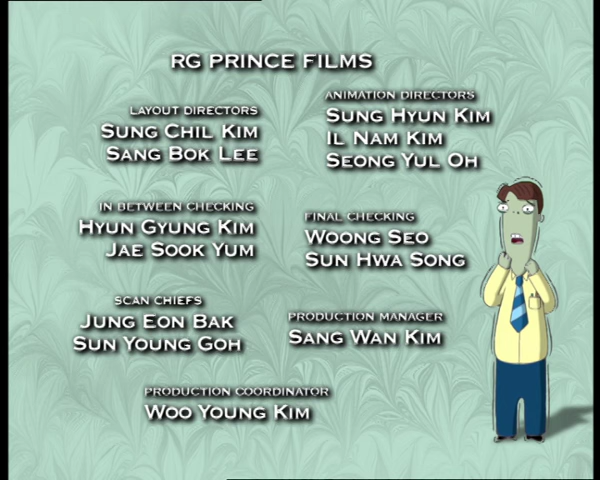 RG PRINCE FILMS
LAYOUT DIRECTORS
SUNG CHIL KIM
SANG BOK LEE
ANIMATION DIRECTORS
SUNG HYUN KIM
IL NAM KIM
SEONG YUL OH
IN BETWEEN CHECKING
HYUN GYUNG KIM
JAE SOOK YUM
FINAL CHECKING
WOONG SEO
SUN HWA SONG
SCAN CHIEFS
JUNG EON BAK
SUN YOUNG GOH
PRODUCTION MANAGER
SANG WAN KIM
PRODUCTION COORDINATOR
WOO YOUNG KIM